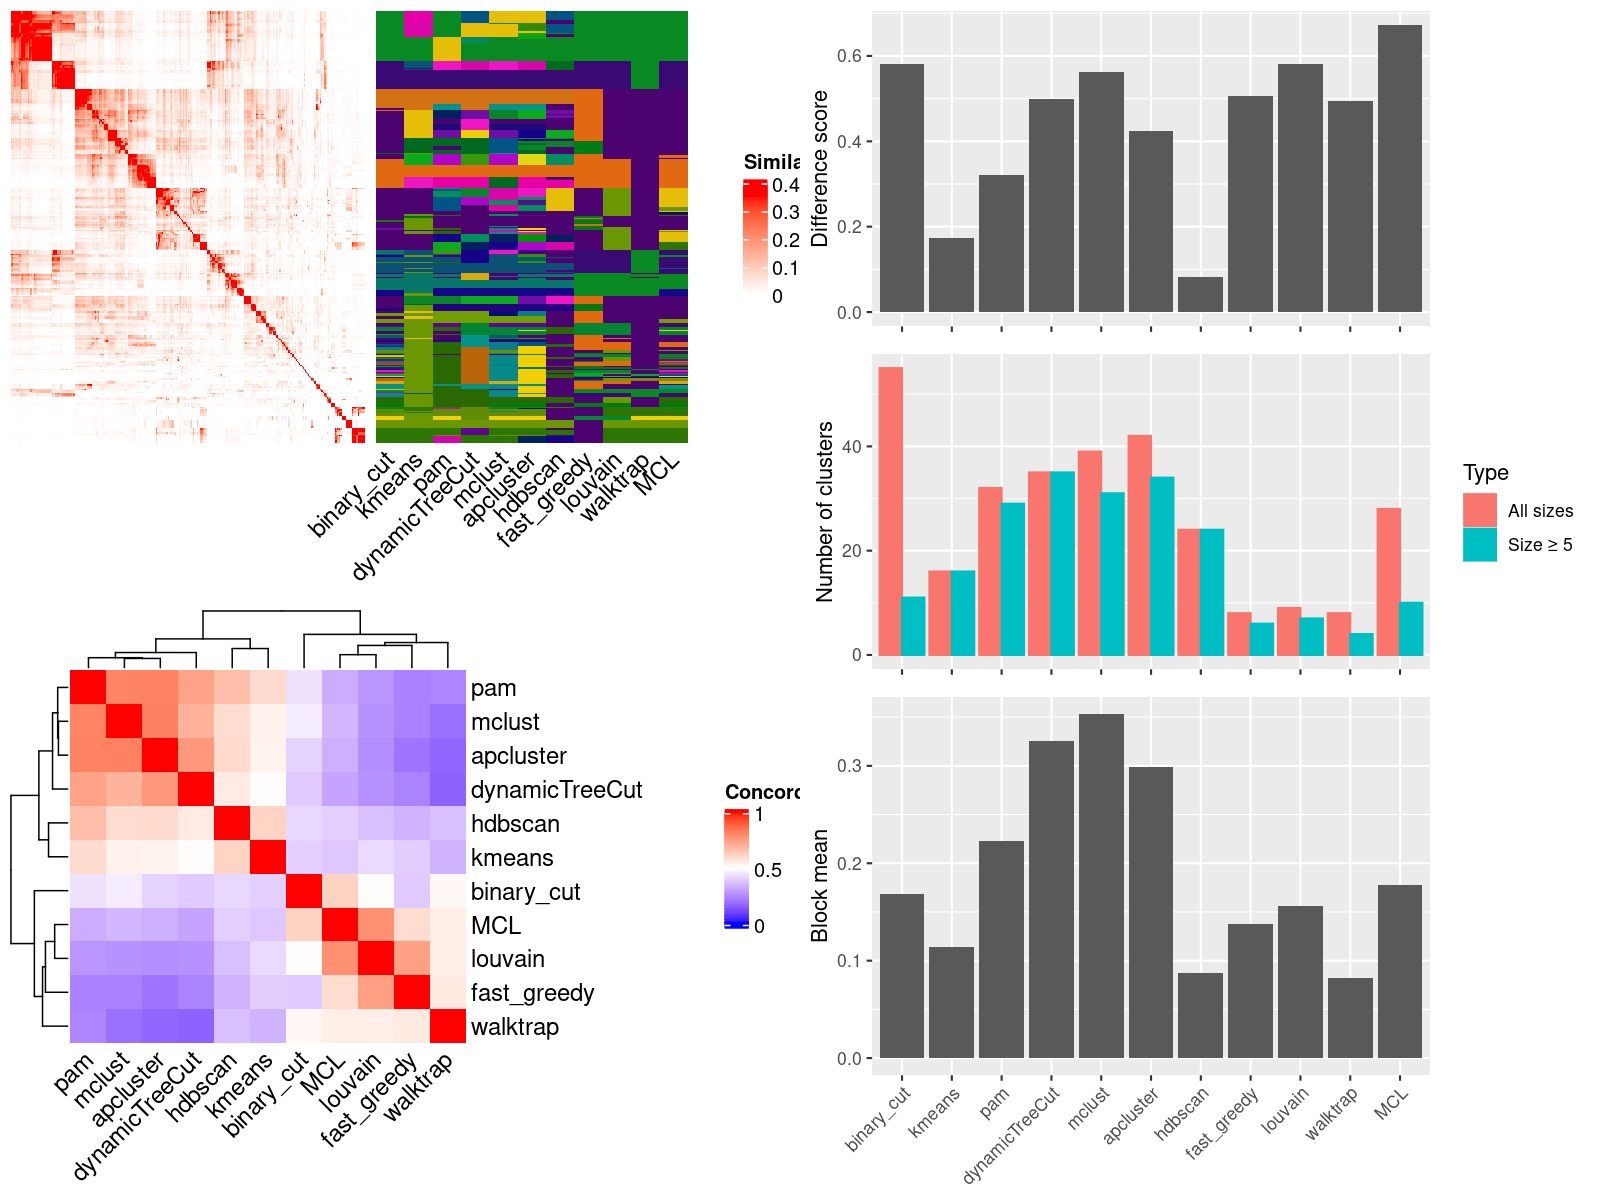 Simila
0.4
0.3
0.2
0.1
0
binary_cut
kmeans
pam
dynamicTreeCut
mclust
apcluster
hdbscan
fast_greedy
louvain
walktrap
MCL
pam
mclust
apcluster
dynamicTreeCut
hdbscan
kmeans
binary_cut
MCL
louvain
fast_greedy
walktrap
pam
mclust
apcluster
dynamicTreeCut
hdbscan
kmeans
binary_cut
MCL
louvain
fast_greedy
walktrap
Concord
1
0.5
0
Difference score
0.6
0.4
0.2
0.0
Number of clusters
40
20
0
Type
All sizes
Size ≥ 5
Block mean
0.3
0.2
0.1
0.0
binary_cut
kmeans
pam
dynamicTreeCut
mclust
apcluster
hdbscan
fast_greedy
louvain
walktrap
MCL